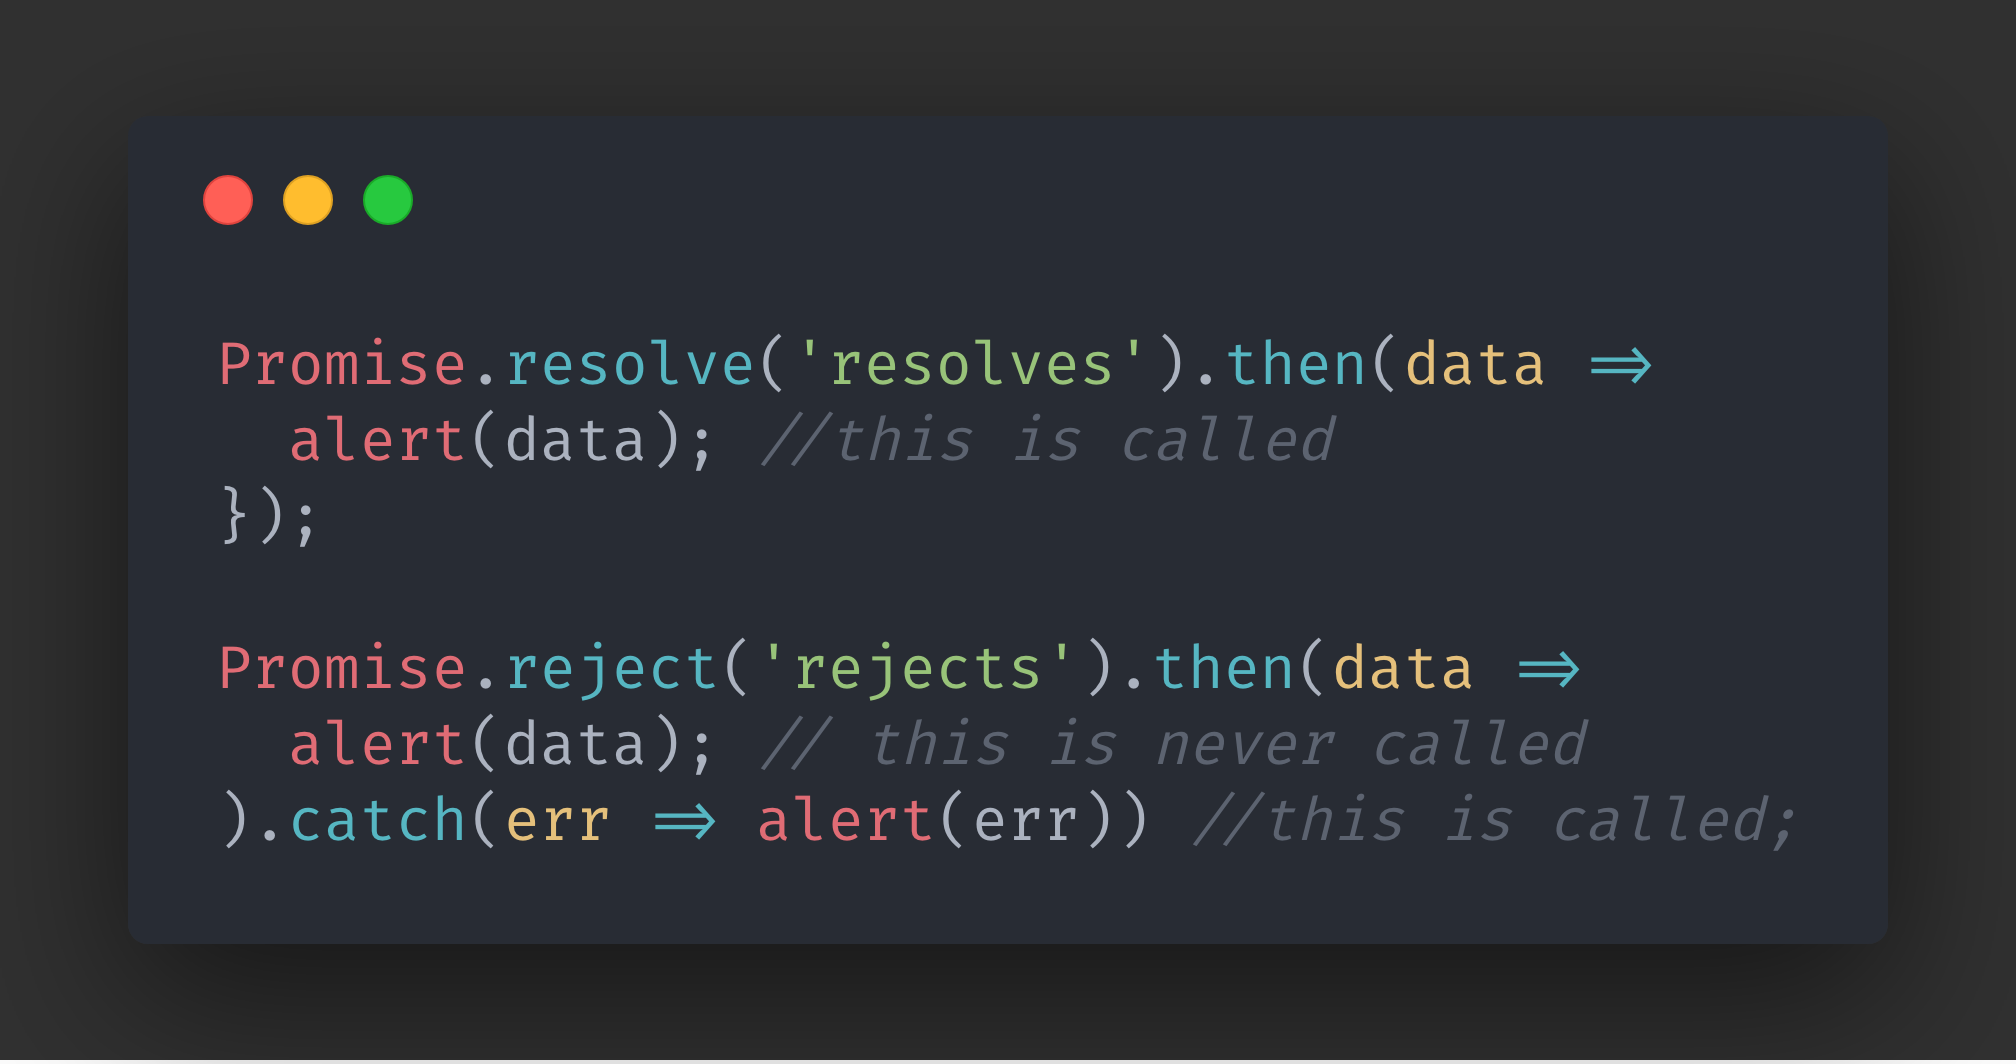 Promise.resolve('resolves').then(data =>
  alert(data); //this is called
});

Promise.reject('rejects').then(data =>
  alert(data); // this is never called
).catch(err => alert(err)) //this is called;